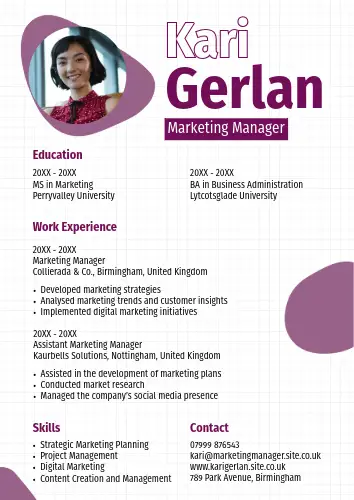 Kari
Gerlan
Marketing Manager
Education
20XX - 20XX
MS in Marketing
Perryvalley University
20XX - 20XX
BA in Business Administration
Lytcotsglade University
Work Experience
20XX - 20XX
Marketing Manager
Collierada & Co., Birmingham, United Kingdom
• Developed marketing strategies
• Analysed marketing trends and customer insights
• Implemented digital marketing initiatives
20XX - 20XX
Assistant Marketing Manager
Kaurbells Solutions, Nottingham, United Kingdom
• Assisted in the development of marketing plans
• Conducted market research
• Managed the company's social media presence
Skills
• Strategic Marketing Planning
• Project Management
• Digital Marketing
• Content Creation and Management
Contact
07999 876543
kari@marketingmanager.site.co.uk
www.karigerlan.site.co.uk
789 Park Avenue, Birmingham